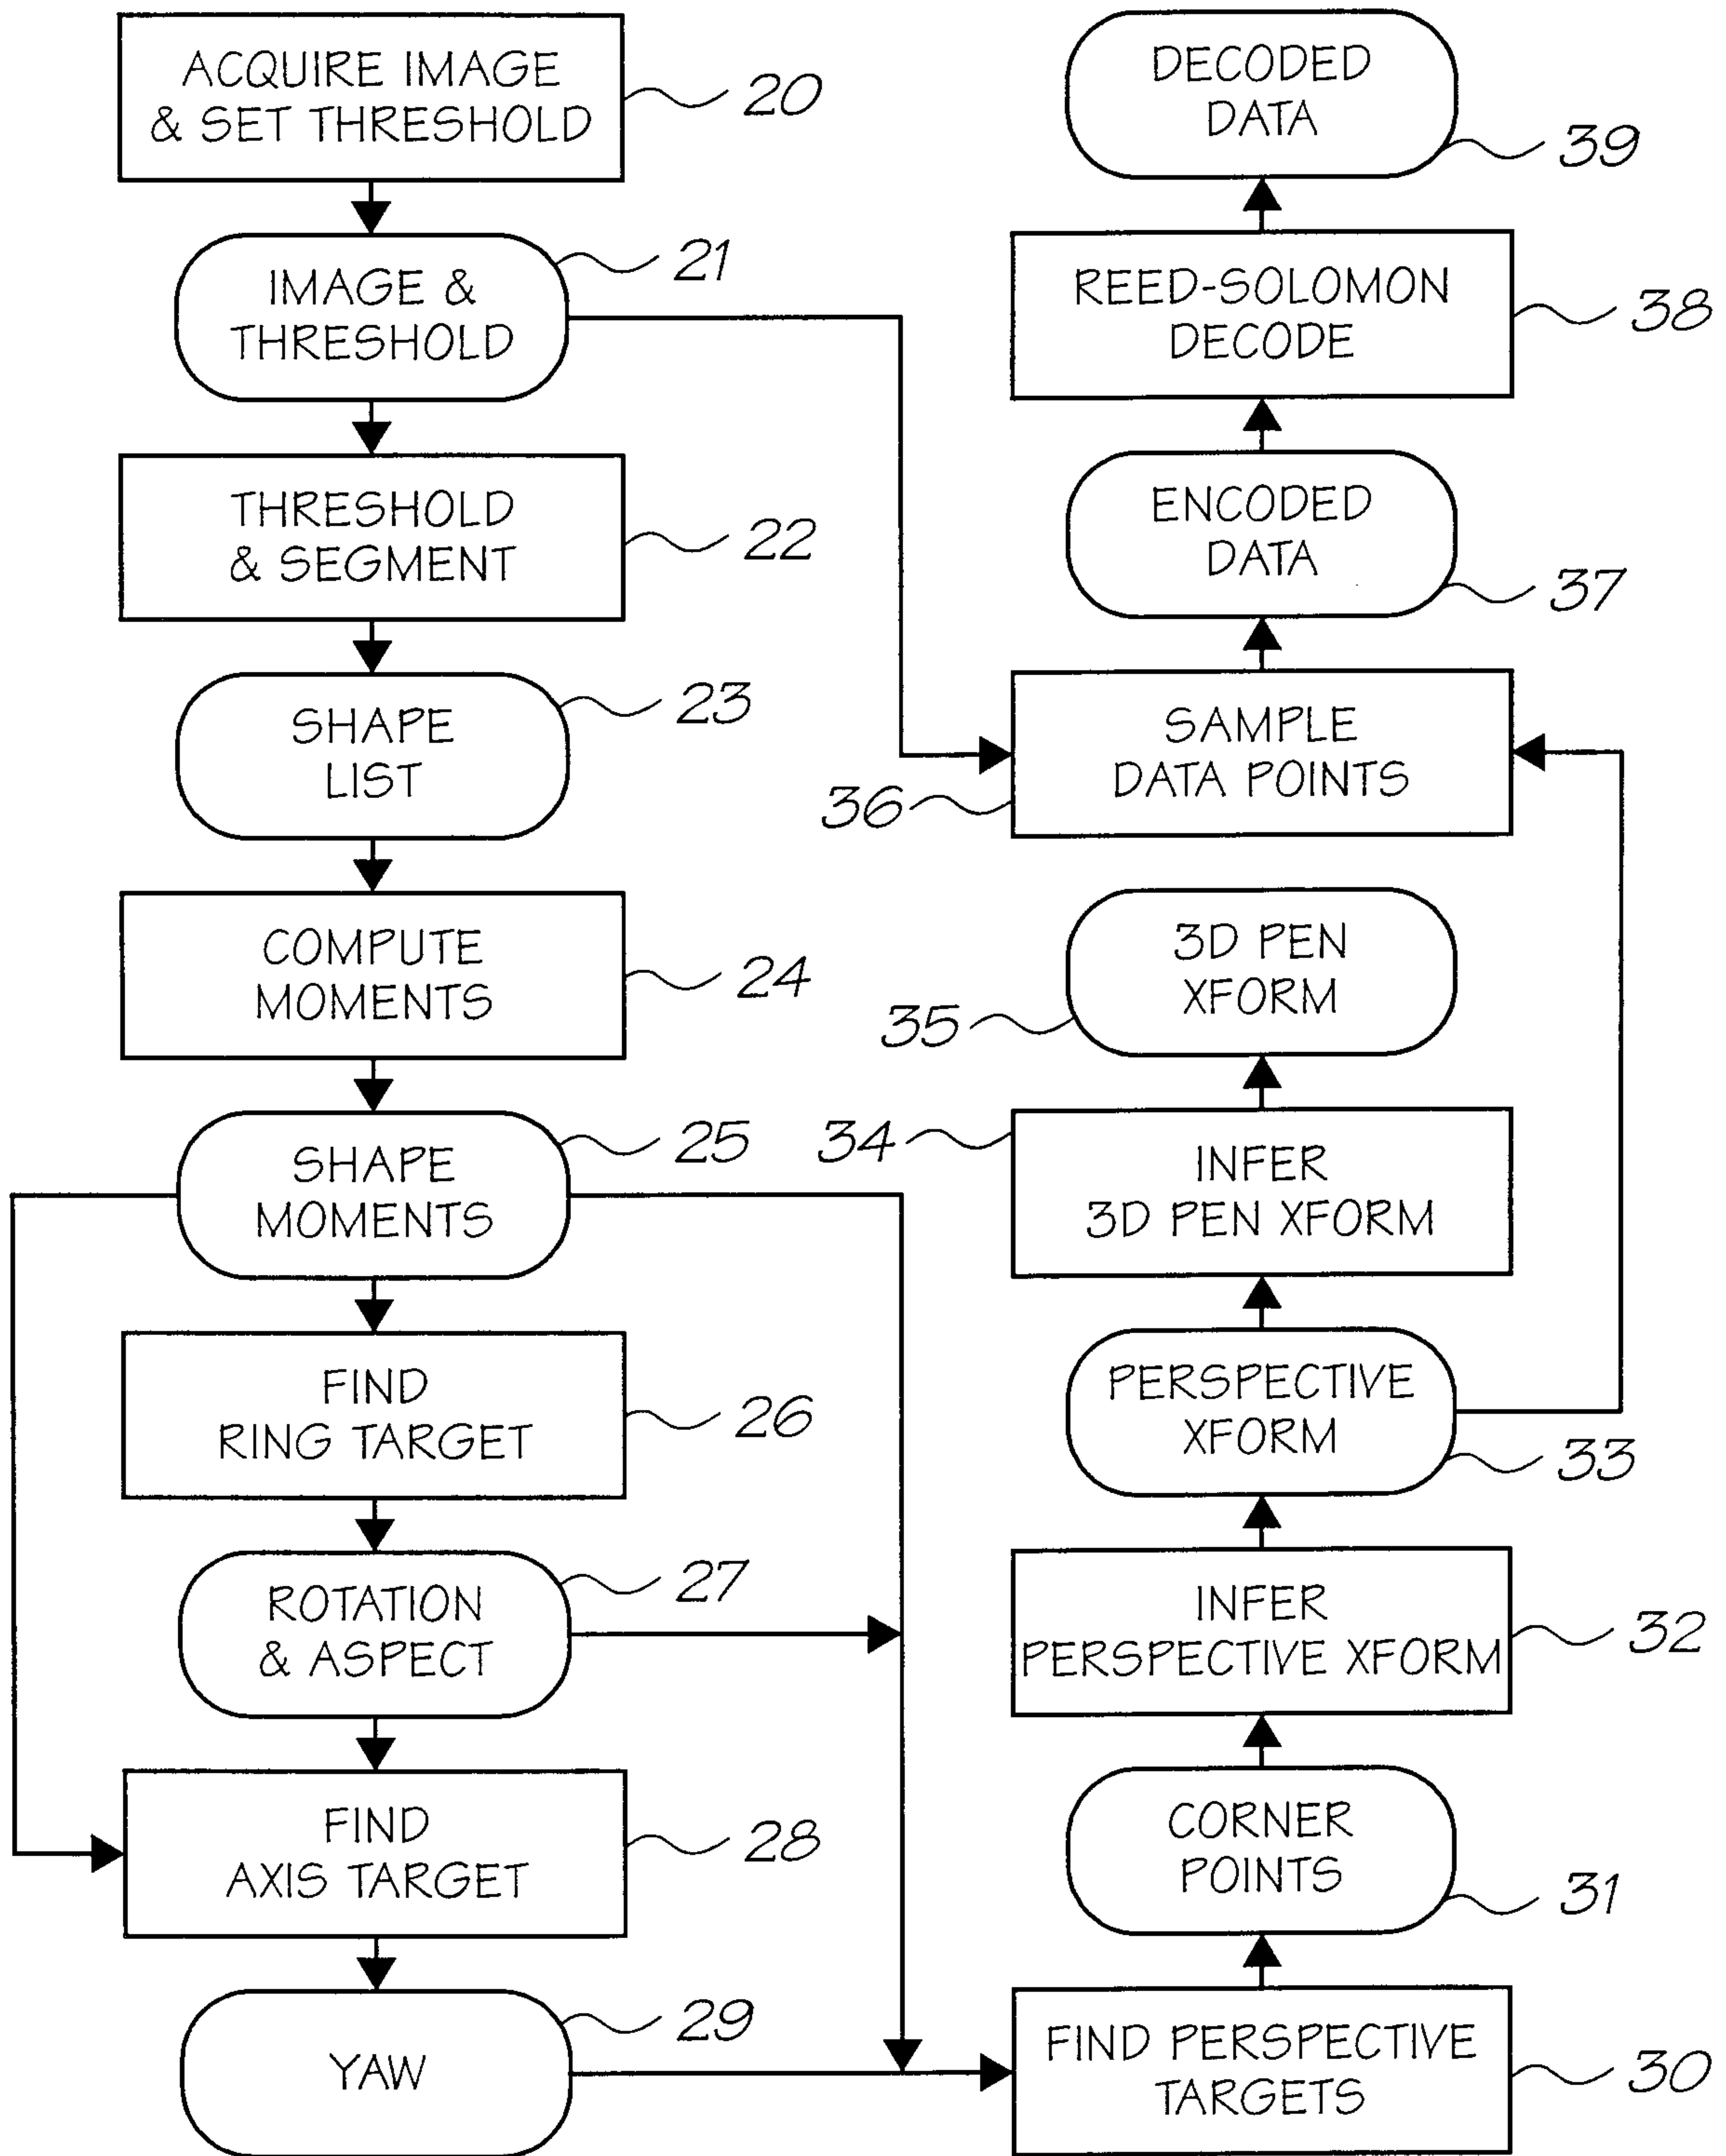 ACQUIRE IMAGE
& SET THRESHOLD
20
IMAGE &
THRESHOLD
21
THRESHOLD
& SEGMENT
22
SHAPE
LIST
23
COMPUTE
MOMENTS
24
SHAPE
MOMENTS
25
FIND
RING TARGET
26
ROTATION
& ASPECT
27
FIND
AXIS TARGET
28
YAW
29
FIND PERSPECTIVE
TARGETS
30
CORNER
POINTS
31
INFER
PERSPECTIVE XFORM
32
PERSPECTIVE
XFORM
33
INFER
3D PEN XFORM
34
3D PEN
XFORM
35
SAMPLE
DATA POINTS
36
ENCODED
DATA
37
REED-SOLOMON
DECODE
38
DECODED
DATA
39